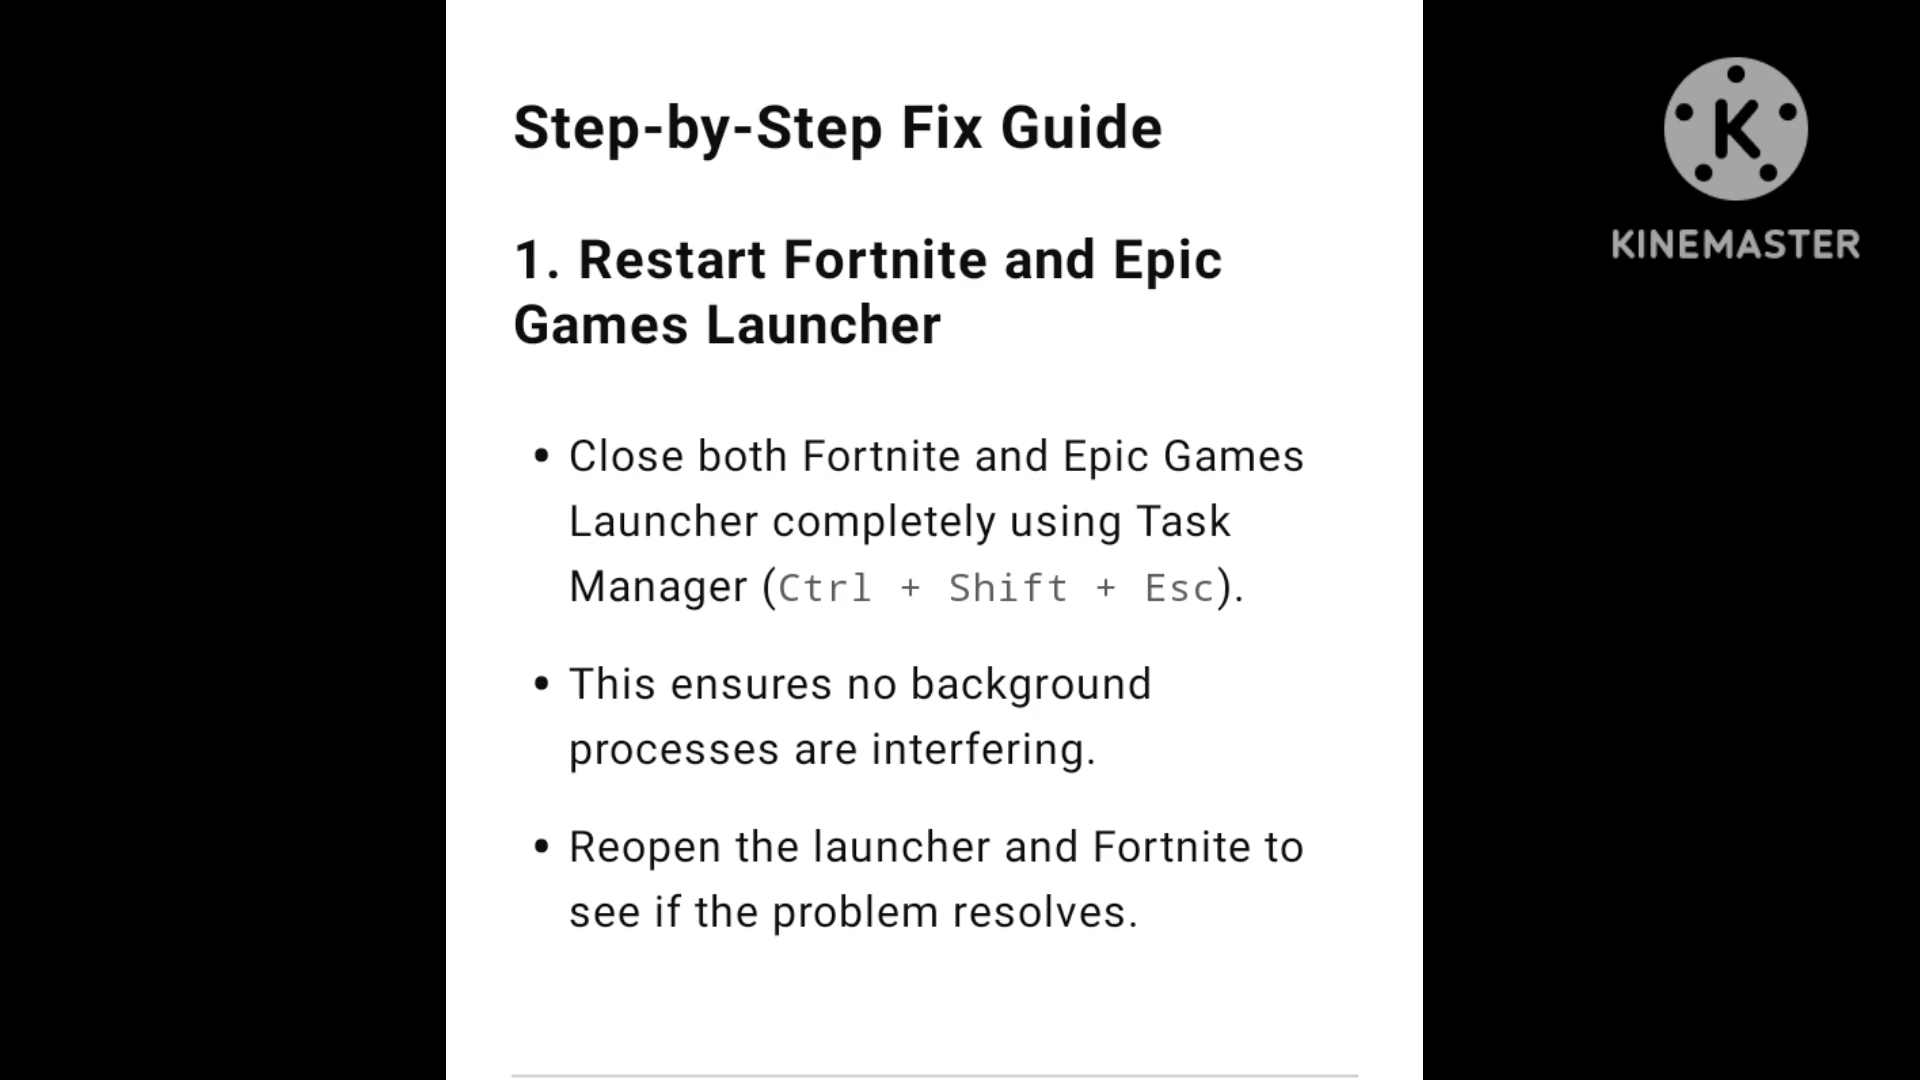 Step-by-Step Fix Guide
1. Restart Fortnite and Epic
Games Launcher
• Close both Fortnite and Epic Games
Launcher completely using Task
Manager (Ctrl + Shift + Esc).
• This ensures no background
processes are interfering.
• Reopen the launcher and Fortnite to
see if the problem resolves.
K
KINEMASTER